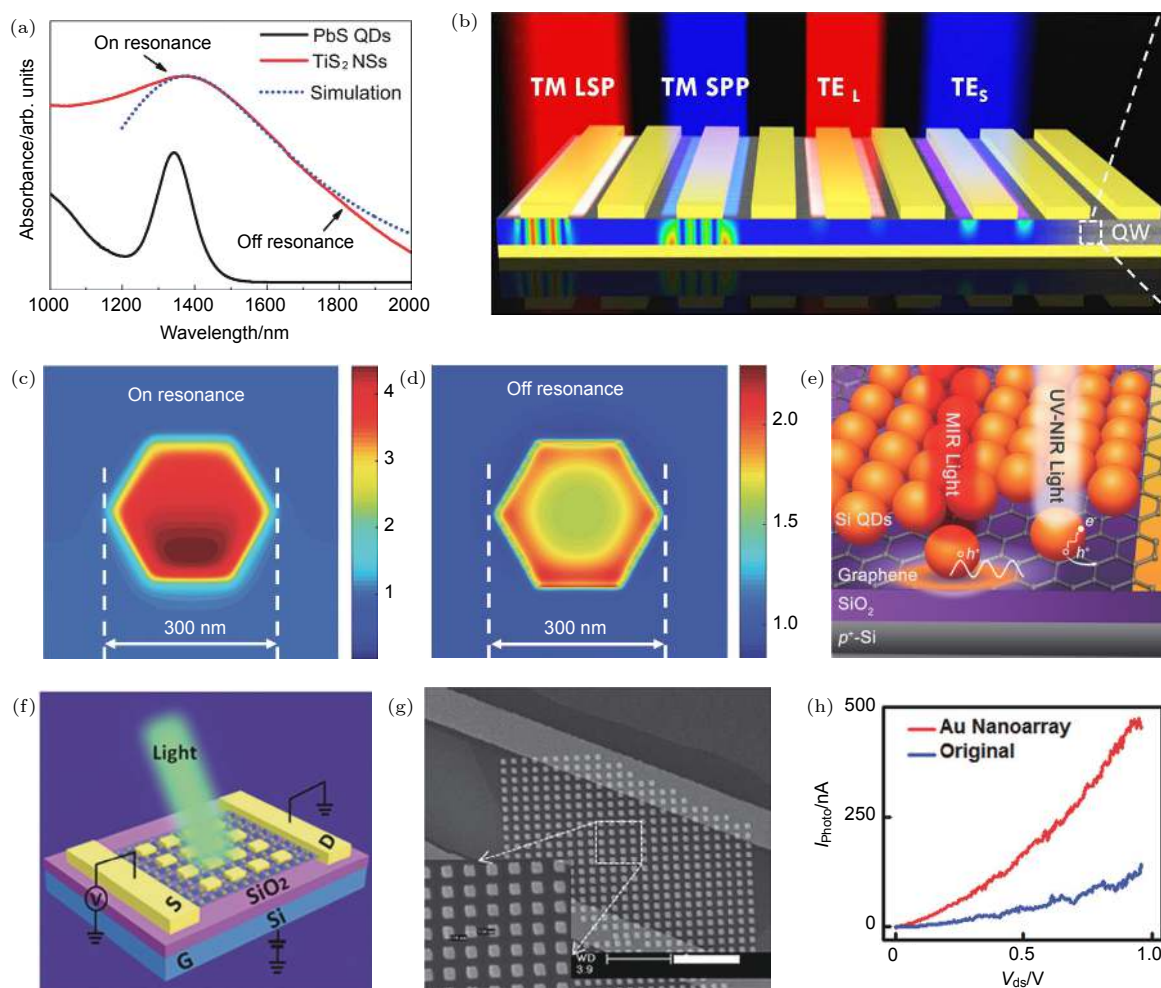 (a)
On resonance
PbS QDs
TiS₂ NSs
Simulation
Off resonance
Absorbance/arb. units
1000 1200 1400 1600 1800 2000
Wavelength/nm
(b)
TM LSP TM SPP TE L TE S
QW
(c)
On resonance
300 nm
4
3
2
1
(d)
Off resonance
300 nm
2.0
1.5
1.0
(e)
MIR Light
UV-NIR Light
Si QDs
e⁻
h⁺
h⁺
Graphene
SiO₂
p⁺-Si
(f)
Light
D
S
V
SiO₂
Si
G
(g)
WD
3.9
(h)
500
Au Nanoarray
Original
250
0
I Photo/nA
0 0.5 1.0
V ds/V